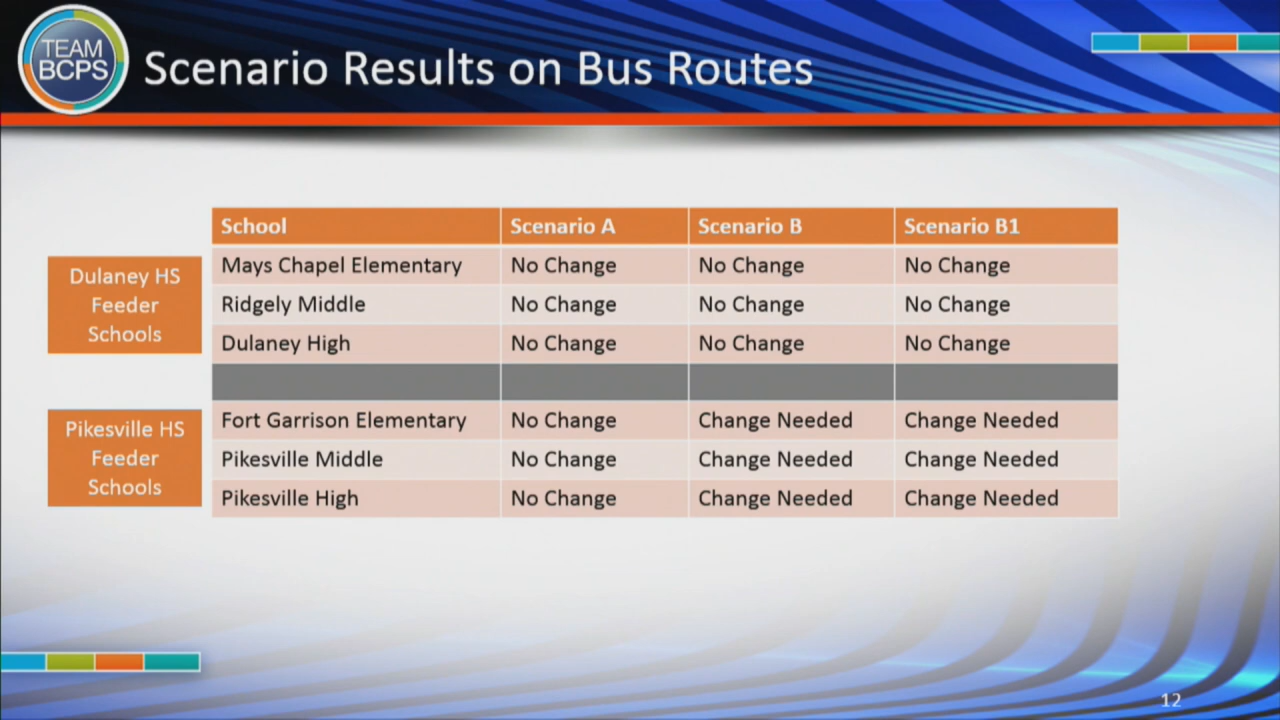 TEAM
BCPS
Scenario Results on Bus Routes
School Scenario A Scenario B Scenario B1
Dulaney HS
Feeder
Schools
Mays Chapel Elementary No Change No Change No Change
Ridgely Middle No Change No Change No Change
Dulaney High No Change No Change No Change
Pikesville HS
Feeder
Schools
Fort Garrison Elementary No Change Change Needed Change Needed
Pikesville Middle No Change Change Needed Change Needed
Pikesville High No Change Change Needed Change Needed
12